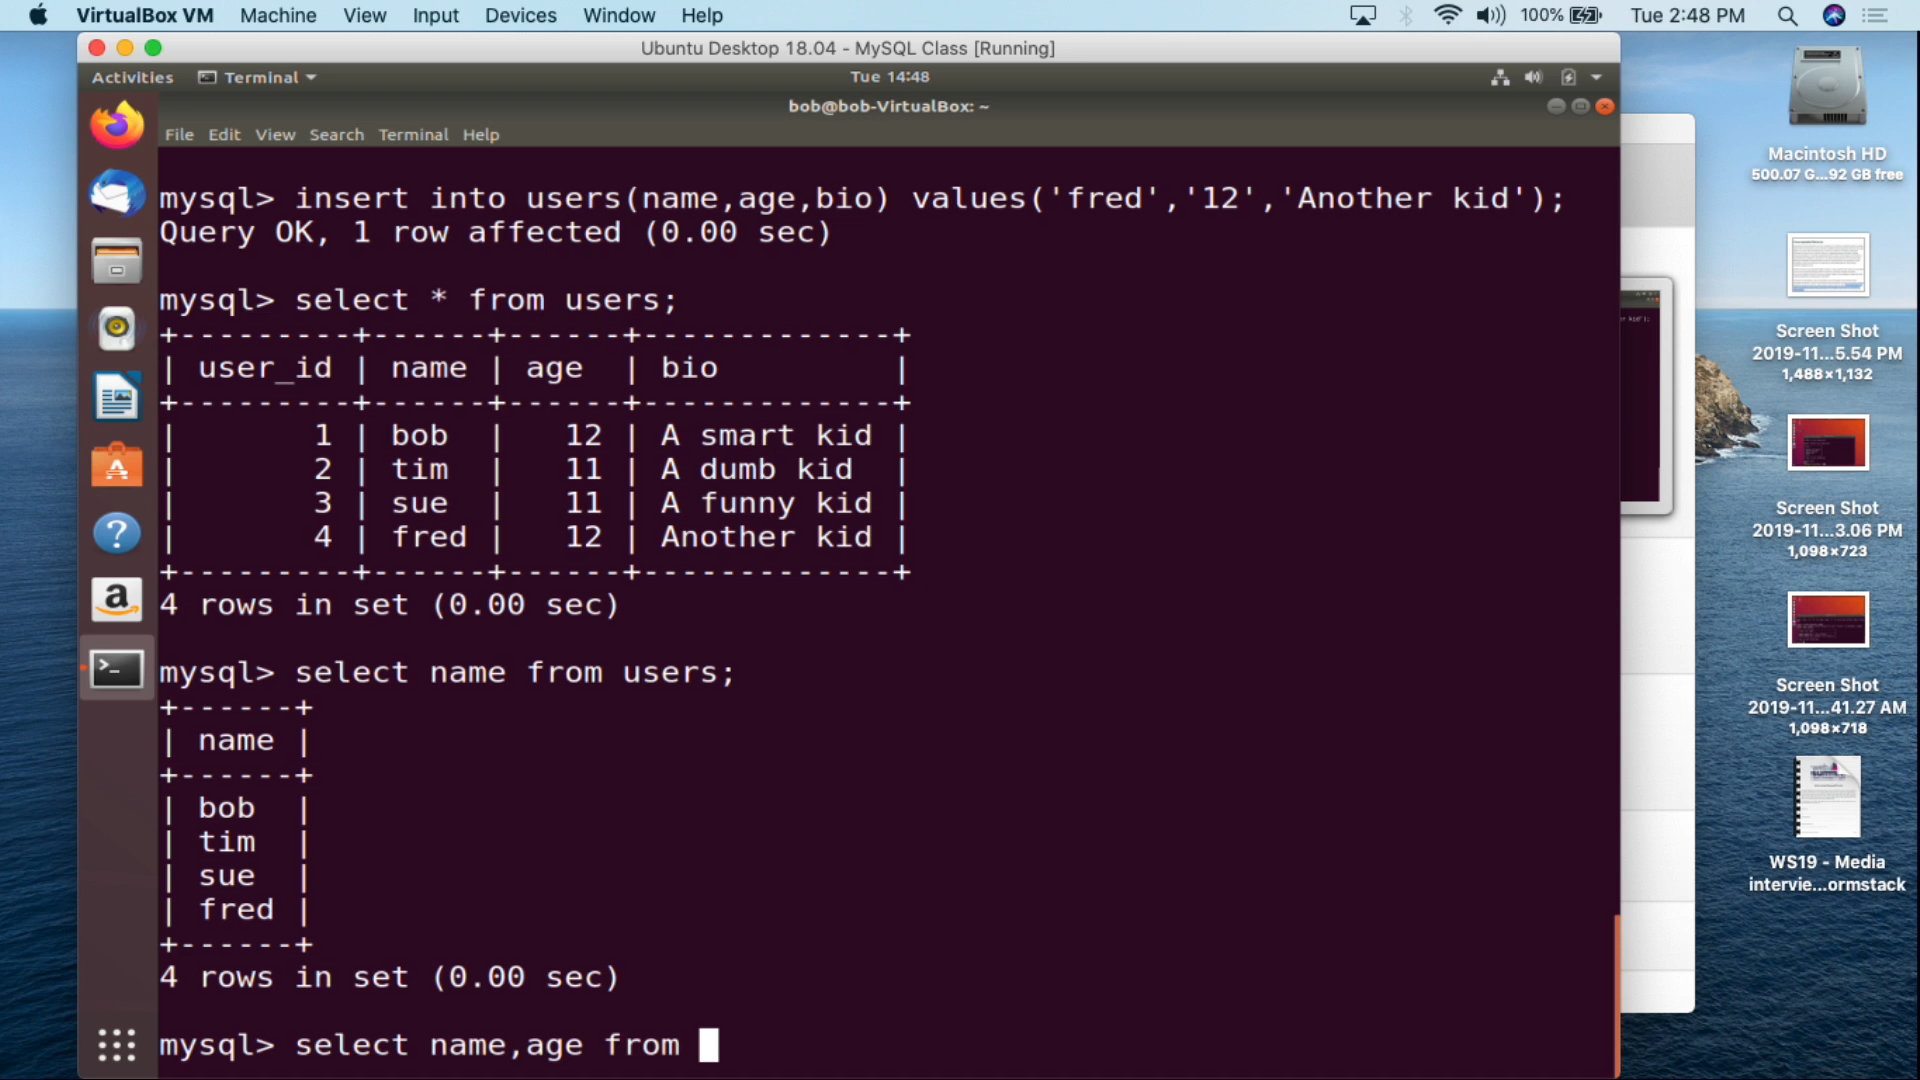 VirtualBox VM Machine View Input Devices Window Help 100% Tue 2:48 PM
Ubuntu Desktop 18.04 - MySQL Class [Running]
Activities Terminal Tue 14:48
bob@bob-VirtualBox: ~
File Edit View Search Terminal Help
mysql> insert into users(name,age,bio) values('fred','12','Another kid');
Query OK, 1 row affected (0.00 sec)
mysql> select * from users;
+---------+------+------+-------------+
| user_id | name | age  | bio         |
+---------+------+------+-------------+
|       1 | bob  |   12 | A smart kid |
|       2 | tim  |   11 | A dumb kid  |
|       3 | sue  |   11 | A funny kid |
|       4 | fred |   12 | Another kid |
+---------+------+------+-------------+
4 rows in set (0.00 sec)
mysql> select name from users;
+------+
| name |
+------+
| bob  |
| tim  |
| sue  |
| fred |
+------+
4 rows in set (0.00 sec)
mysql> select name,age from
Macintosh HD
500.07 G...92 GB free
Screen Shot
2019-11...5.54 PM
1,488×1,132
Screen Shot
2019-11...3.06 PM
1,098×723
Screen Shot
2019-11...41.27 AM
1,098×718
WS19 - Media
intervie...ormstack